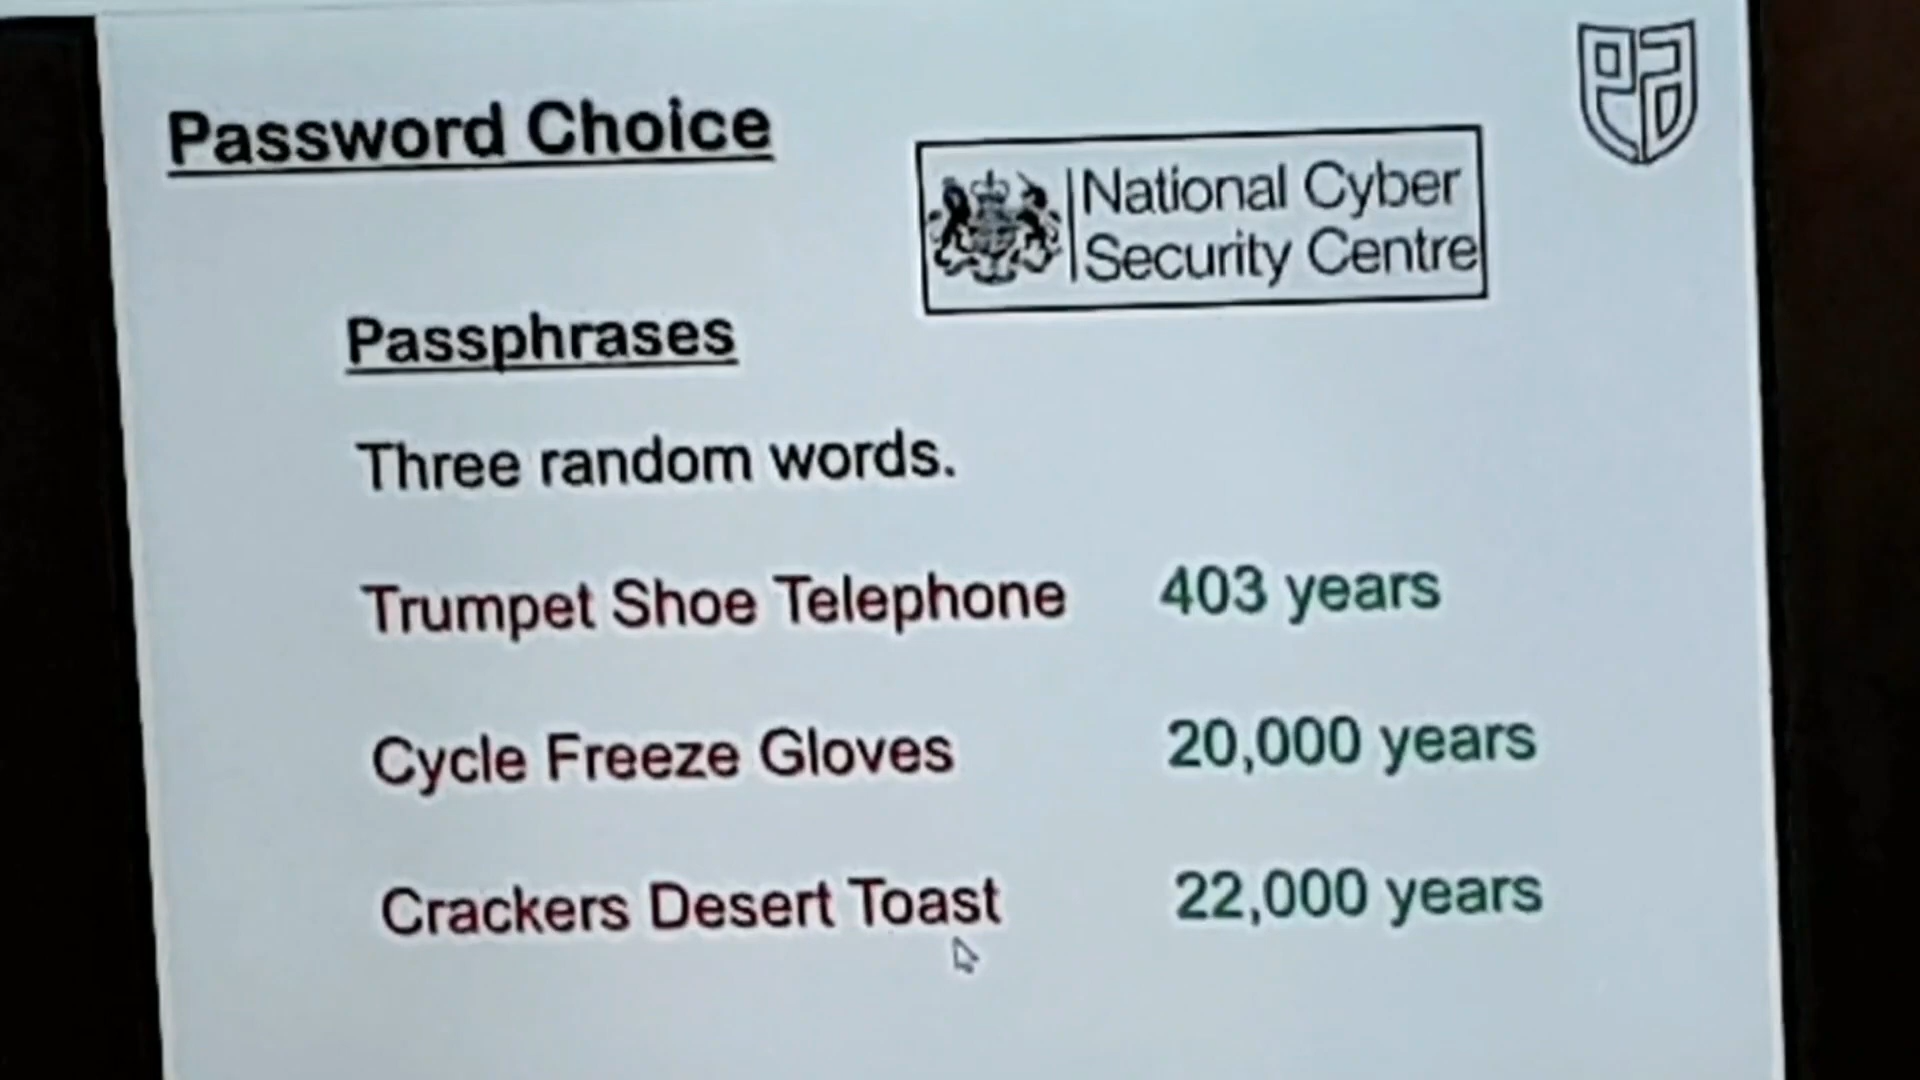 Password Choice
National Cyber
Security Centre
Passphrases
Three random words.
Trumpet Shoe Telephone 403 years
Cycle Freeze Gloves 20,000 years
Crackers Desert Toast 22,000 years